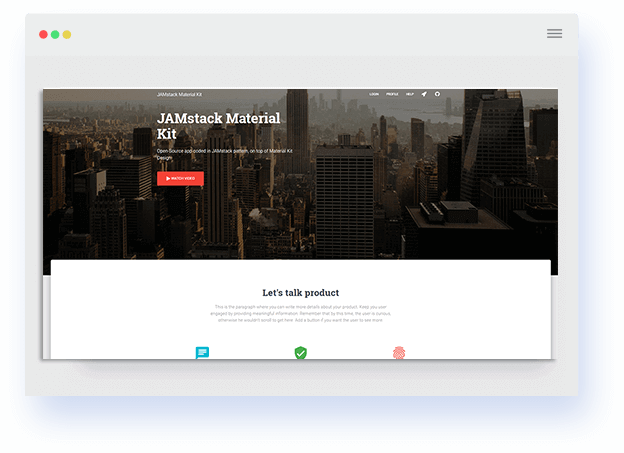 JAMstack Material Kit
LOGIN PROFILE HELP
JAMstack Material
Kit
Open-Source app coded in JAMstack pattern, on top of Material Kit
Design
WATCH VIDEO
Let's talk product
This is the paragraph where you can write more details about your product. Keep you user
engaged by providing meaningful information. Remember that by this time, the user is curious,
otherwise he wouldn't scroll to get here. Add a button if you want the user to see more.